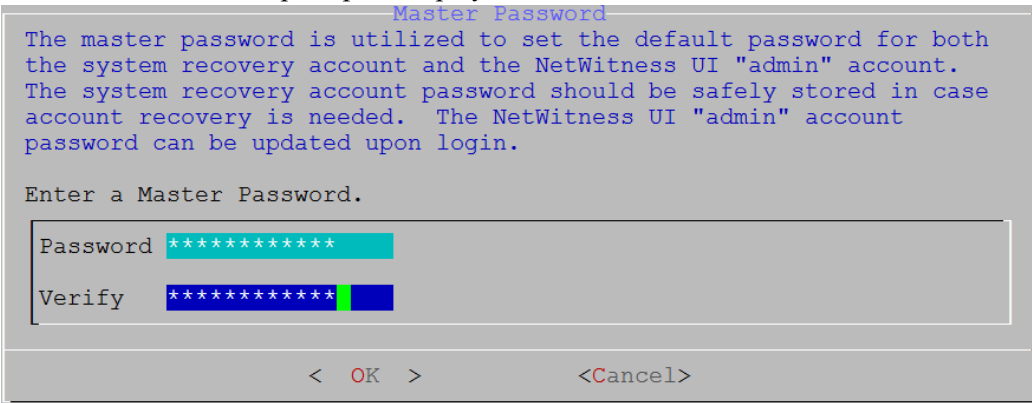 Master Password
The master password is utilized to set the default password for both
the system recovery account and the NetWitness UI "admin" account.
The system recovery account password should be safely stored in case
account recovery is needed.  The NetWitness UI "admin" account
password can be updated upon login.
Enter a Master Password.
Password ************
Verify ************
< OK > <Cancel>